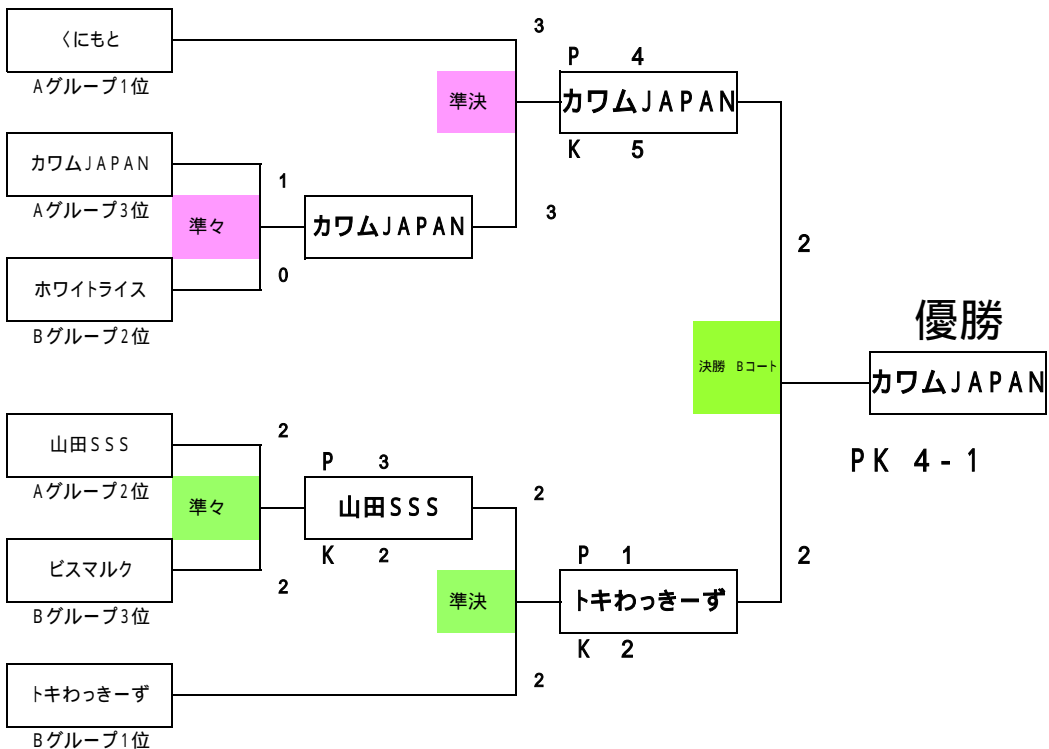 くにもと
Aグループ1位
3
P 4
準決
カワムJAPAN
K 5
カワムJAPAN
Aグループ3位
1
準々
カワムJAPAN
3
0
ホワイトライス
Bグループ2位
2
優勝
決勝 Bコート
カワムJAPAN
PK 4-1
山田SSS
Aグループ2位
2
P 3
準々
山田SSS
2
K 2
ビスマルク
Bグループ3位
2
P 1
2
準決
トキわっきーず
K 2
トキわっきーず
Bグループ1位
2